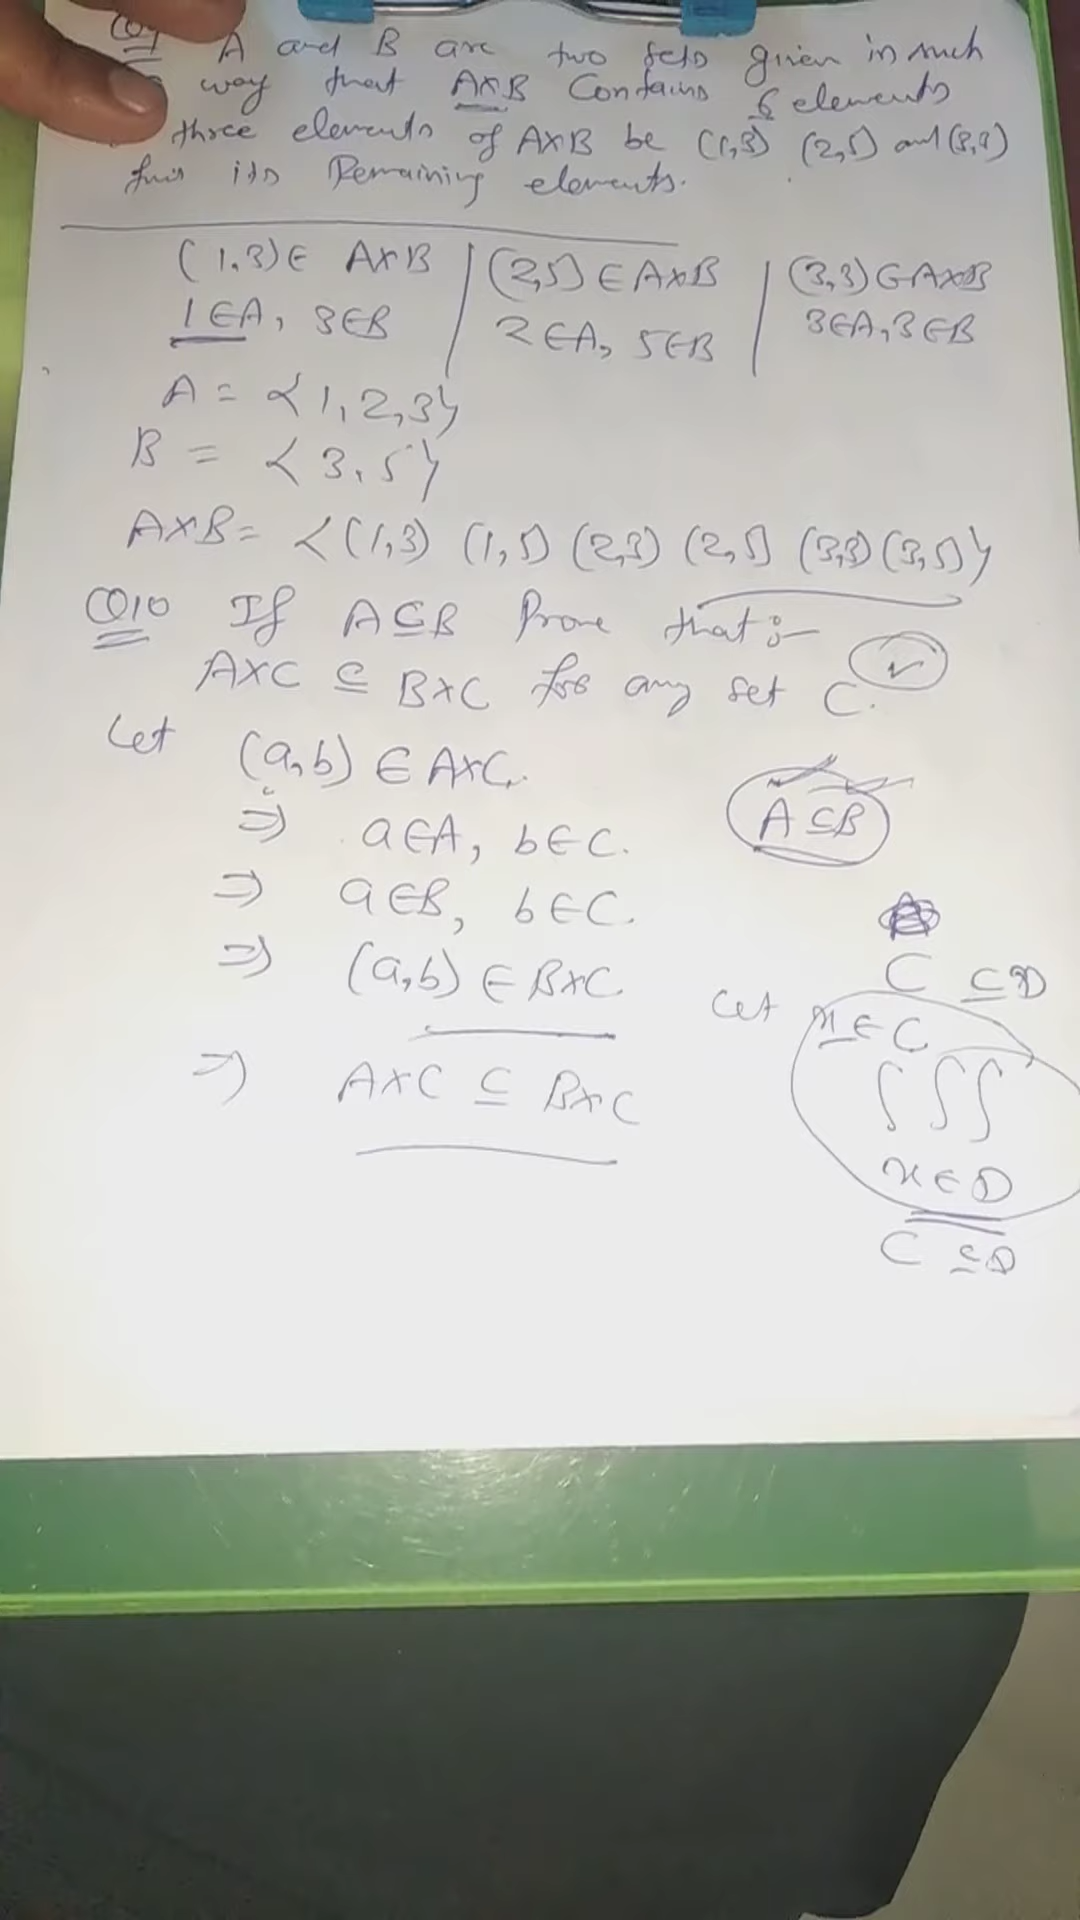 Q9 A and B are two sets given in such
way that A×B Contains 6 elements
three elements of A×B be (1,3) (2,5) and (3,3)
its Remaining elements.
(1,3) ∈ A×B | (2,5) ∈ A×B | (3,3) ∈ A×B
1 ∈ A, 3 ∈ B | 2 ∈ A, 5 ∈ B | 3 ∈ A, 3 ∈ B
A = {1, 2, 3}
B = {3, 5}
A×B = {(1,3) (1,5) (2,3) (2,5) (3,3) (3,5)}
Q10 If A ⊆ B Prove that :-
A×C ⊆ B×C for any set C.
Let (a,b) ∈ A×C.
⇒ a ∈ A, b ∈ C.
⇒ a ∈ B, b ∈ C.
⇒ (a,b) ∈ B×C
⇒ A×C ⊆ B×C
A ⊆ B
C ⊆ D
Let x ∈ C
∫ ∫ ∫
x ∈ D
C ⊆ D